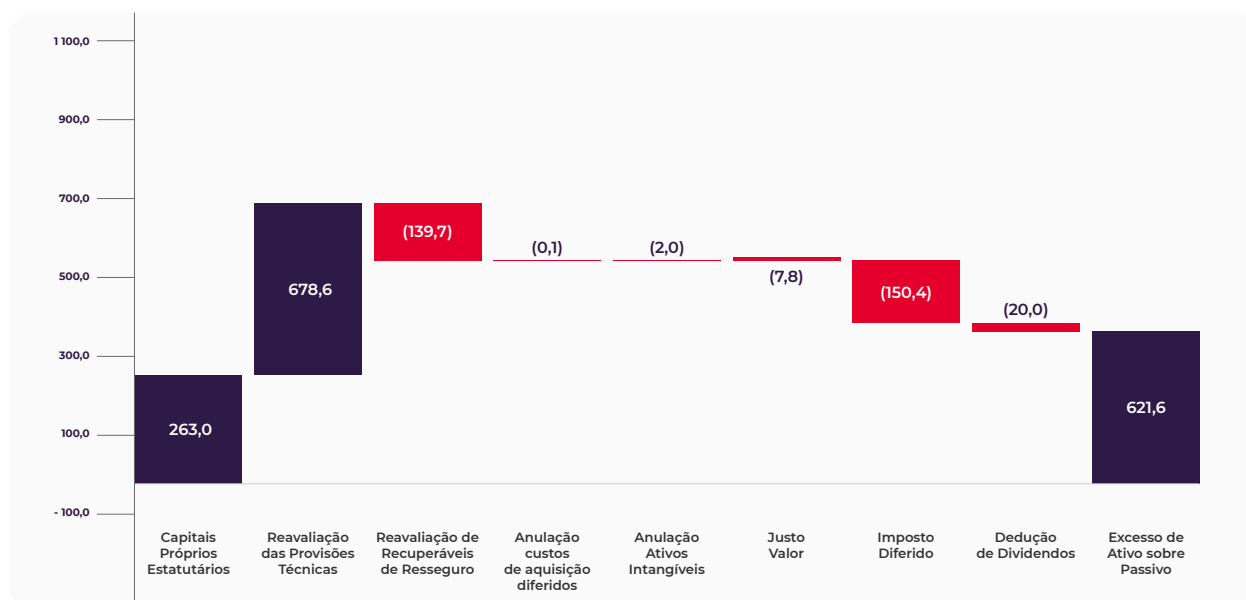 1 100,0
900,0
700,0
500,0
300,0
100,0
- 100,0
263,0
678,6
(139,7)
(0,1)
(2,0)
(7,8)
(150,4)
(20,0)
621,6
Capitais
Próprios
Estatutários
Reavaliação
das Provisões
Técnicas
Reavaliação de
Recuperáveis
de Resseguro
Anulação
custos
de aquisição
diferidos
Anulação
Ativos
Intangíveis
Justo
Valor
Imposto
Diferido
Dedução
de Dividendos
Excesso de
Ativo sobre
Passivo